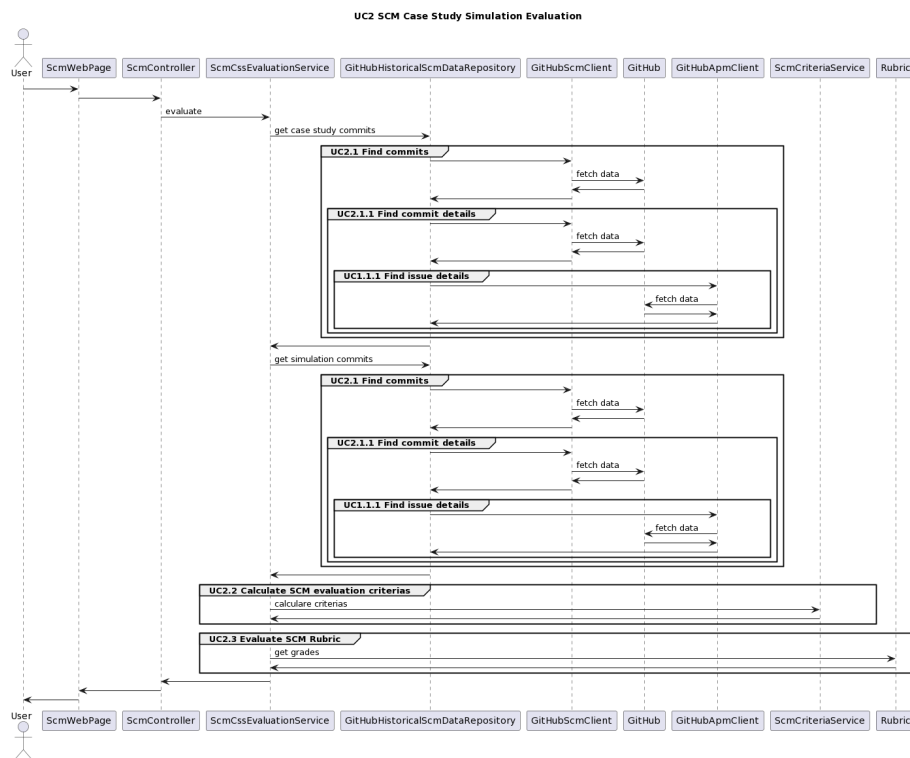 UC2 SCM Case Study Simulation Evaluation
User
ScmWebPage
ScmController
ScmCssEvaluationService
GitHubHistoricalScmDataRepository
GitHubScmClient
GitHub
GitHubApmClient
ScmCriteriaService
Rubric
evaluate
get case study commits
UC2.1 Find commits
fetch data
UC2.1.1 Find commit details
fetch data
UC1.1.1 Find issue details
fetch data
get simulation commits
UC2.1 Find commits
fetch data
UC2.1.1 Find commit details
fetch data
UC1.1.1 Find issue details
fetch data
UC2.2 Calculate SCM evaluation criterias
calculare criterias
UC2.3 Evaluate SCM Rubric
get grades
User
ScmWebPage
ScmController
ScmCssEvaluationService
GitHubHistoricalScmDataRepository
GitHubScmClient
GitHub
GitHubApmClient
ScmCriteriaService
Rubric